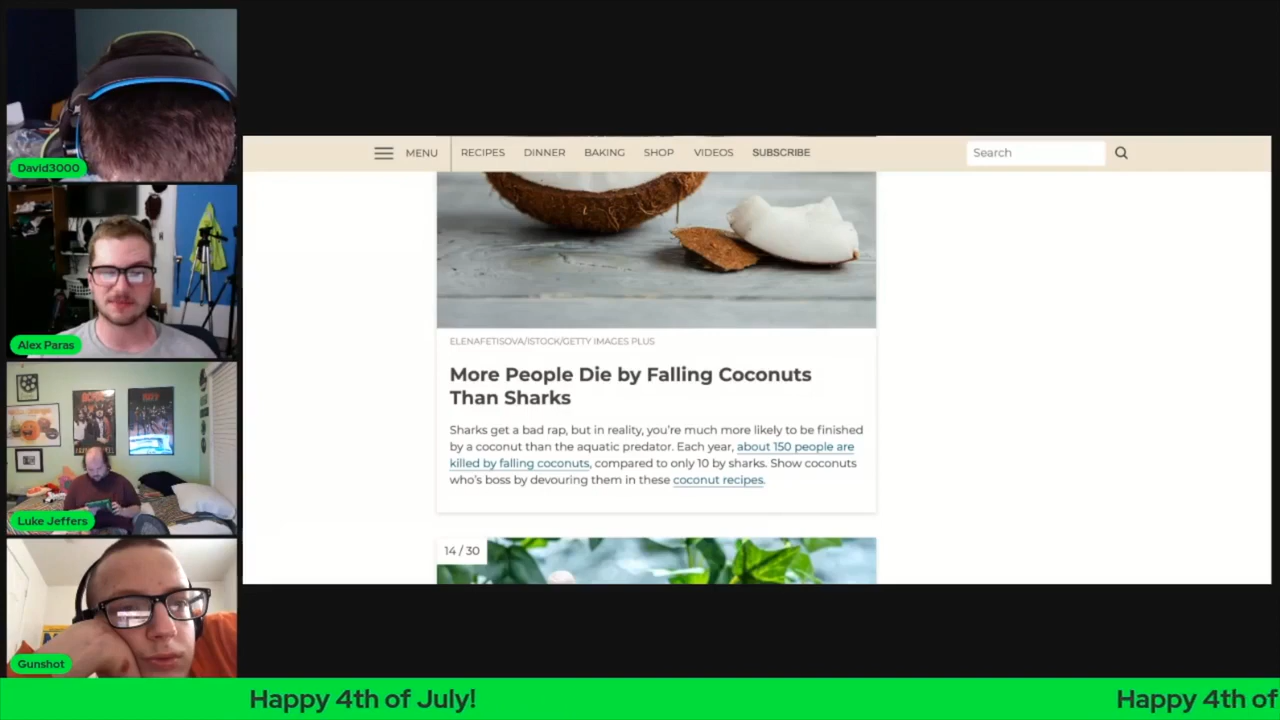 David3000
Alex Paras
Luke Jeffers
Gunshot
MENU
RECIPES
DINNER
BAKING
SHOP
VIDEOS
SUBSCRIBE
Search
ELENAFETISOVA/ISTOCK/GETTY IMAGES PLUS
More People Die by Falling Coconuts
Than Sharks
Sharks get a bad rap, but in reality, you’re much more likely to be finished
by a coconut than the aquatic predator. Each year, about 150 people are
killed by falling coconuts, compared to only 10 by sharks. Show coconuts
who’s boss by devouring them in these coconut recipes.
14 / 30
Happy 4th of July!
Happy 4th of